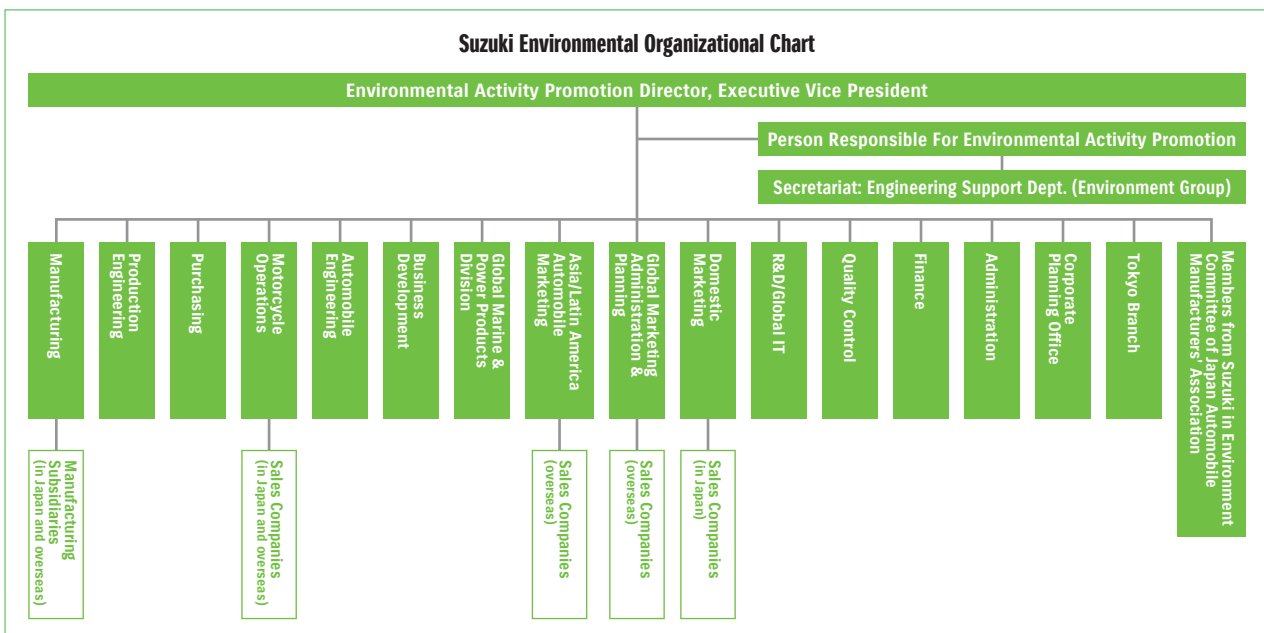 Suzuki Environmental Organizational Chart
Environmental Activity Promotion Director, Executive Vice President
Person Responsible For Environmental Activity Promotion
Secretariat: Engineering Support Dept. (Environment Group)
Manufacturing
Production
Engineering
Purchasing
Motorcycle
Operations
Automobile
Engineering
Business
Development
Global Marine &
Power Products
Division
Asia/Latin America
Automobile
Marketing
Global Marketing
Administration &
Planning
Domestic
Marketing
R&D/Global IT
Quality Control
Finance
Administration
Corporate
Planning Office
Tokyo Branch
Members from Suzuki in Environment
Committee of Japan Automobile
Manufacturers' Association
Manufacturing
Subsidiaries
(in Japan and overseas)
Sales Companies
(in Japan and overseas)
Sales Companies
(overseas)
Sales Companies
(overseas)
Sales Companies
(in Japan)